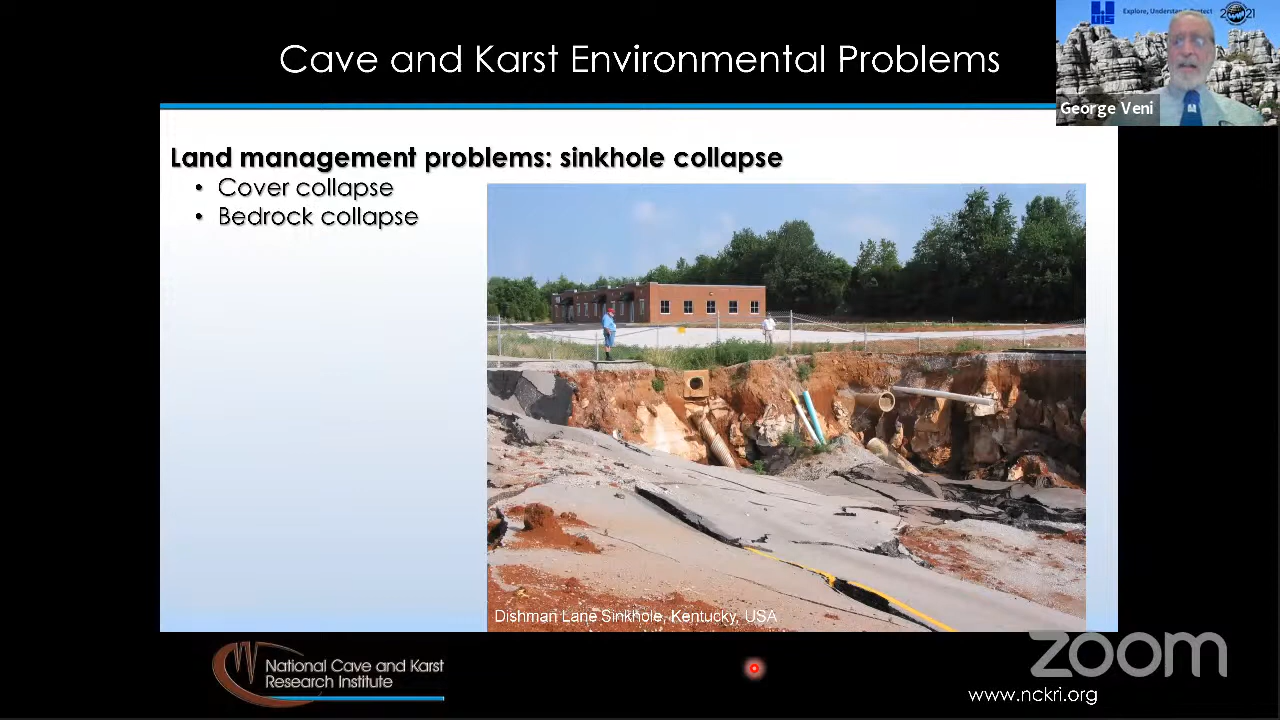 Cave and Karst Environmental Problems
UIS
Explore, Understand, Protect
2021
George Veni
Land management problems: sinkhole collapse
• Cover collapse
• Bedrock collapse
Dishman Lane Sinkhole, Kentucky, USA
National Cave and Karst
Research Institute
zoom
www.nckri.org